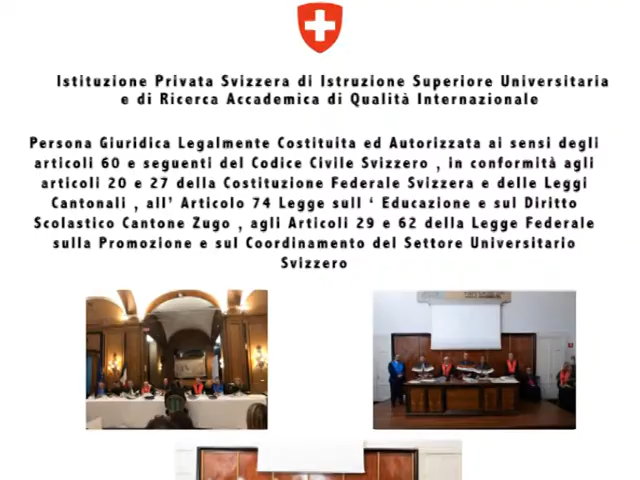 Istituzione Privata Svizzera di Istruzione Superiore Universitaria
e di Ricerca Accademica di Qualità Internazionale
Persona Giuridica Legalmente Costituita ed Autorizzata ai sensi degli
articoli 60 e seguenti del Codice Civile Svizzero , in conformità agli
articoli 20 e 27 della Costituzione Federale Svizzera e delle Leggi
Cantonali , all’ Articolo 74 Legge sull ‘ Educazione e sul Diritto
Scolastico Cantone Zugo , agli Articoli 29 e 62 della Legge Federale
sulla Promozione e sul Coordinamento del Settore Universitario
Svizzero